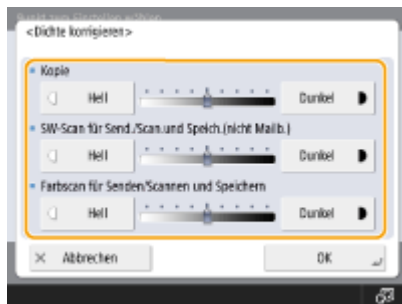 <Dichte korrigieren>
Kopie
Hell Dunkel
SW-Scan für Send./Scan.und Speich.(nicht Mailb.)
Hell Dunkel
Farbscan für Senden/Scannen und Speichern
Hell Dunkel
Abbrechen OK